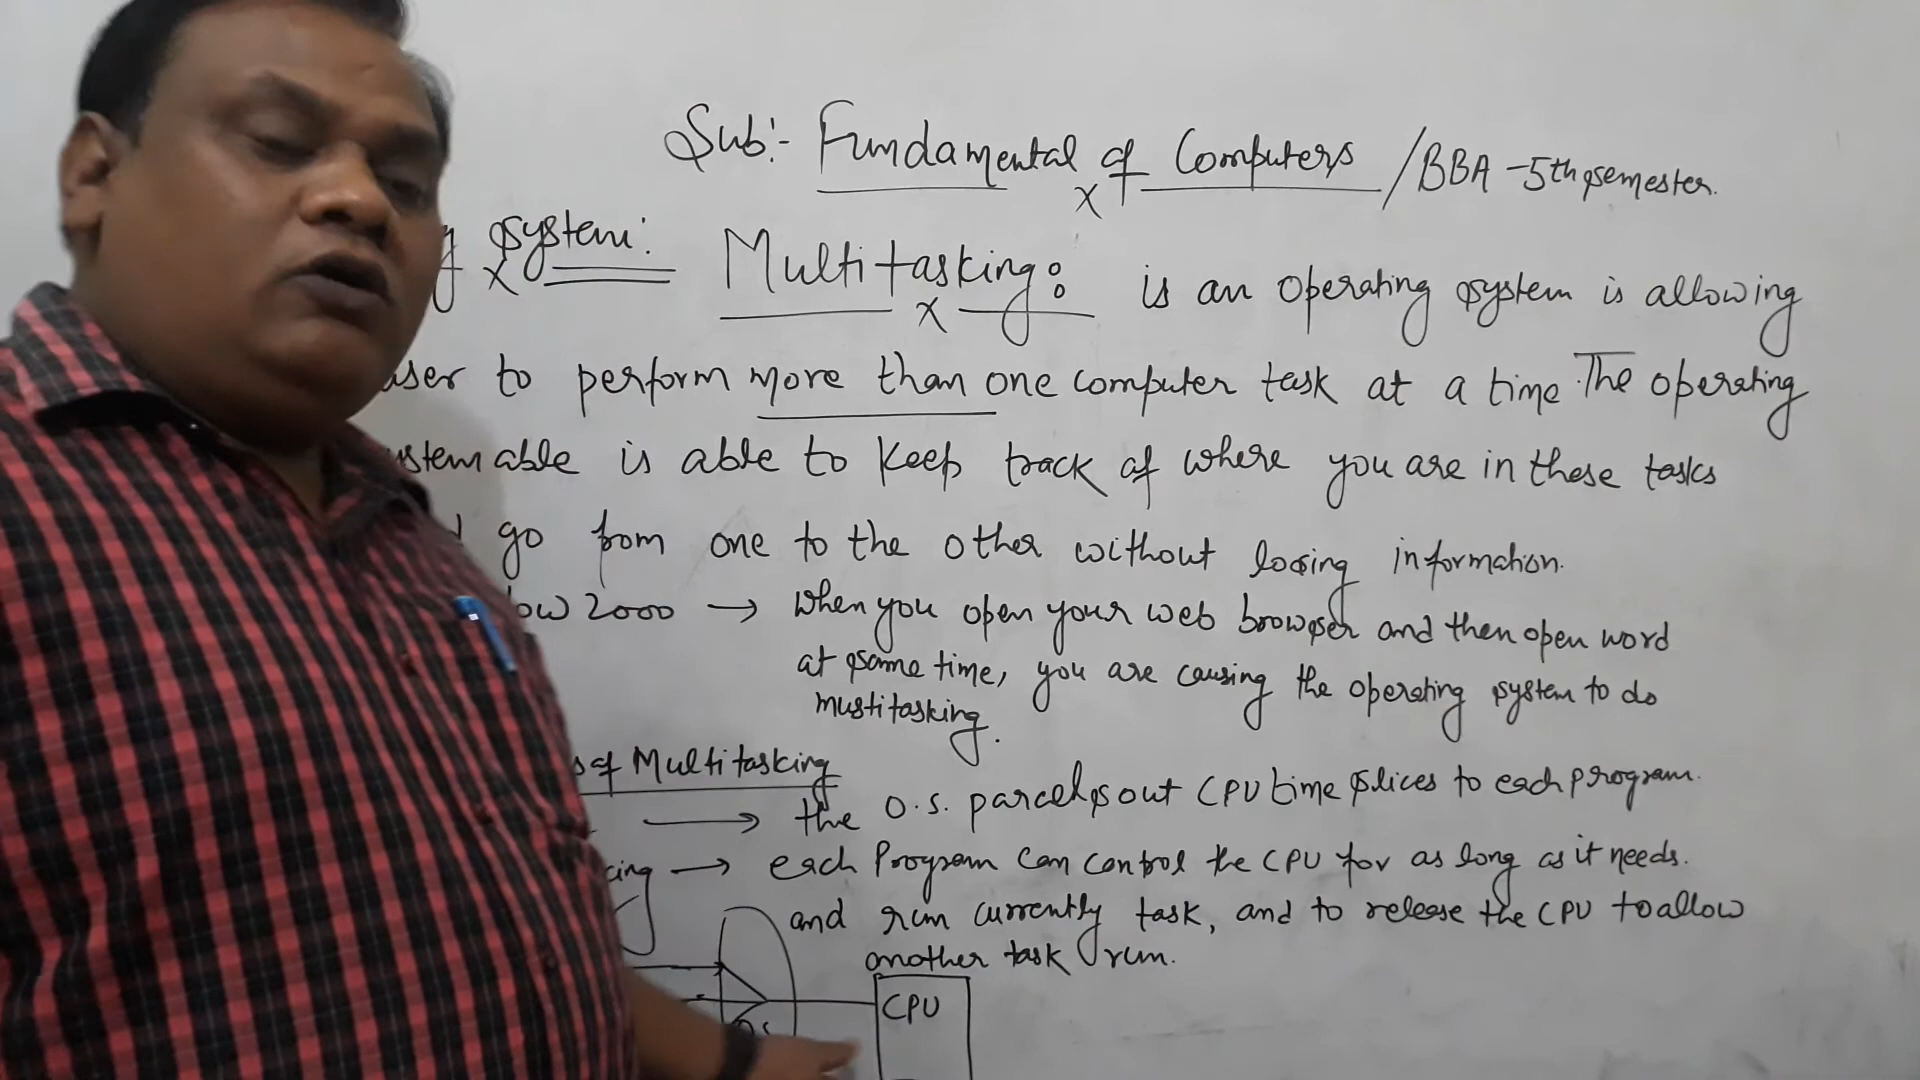 Sub:- Fundamental of Computers / BBA - 5th semester.
system: Multitasking: is an operating system is allowing
user to perform more than one computer task at a time. The operating
able is able to keep track of where you are in these tasks
go from one to the other without loosing information.
2000 → When you open your web browser and then open word
at same time, you are causing the operating system to do
mustitasking.
of Multitasking
→ the O.S. parcels out CPU time slices to each program.
→ each Program can control the CPU for as long as it needs.
and run currently task, and to release the CPU to allow
another task run.
CPU